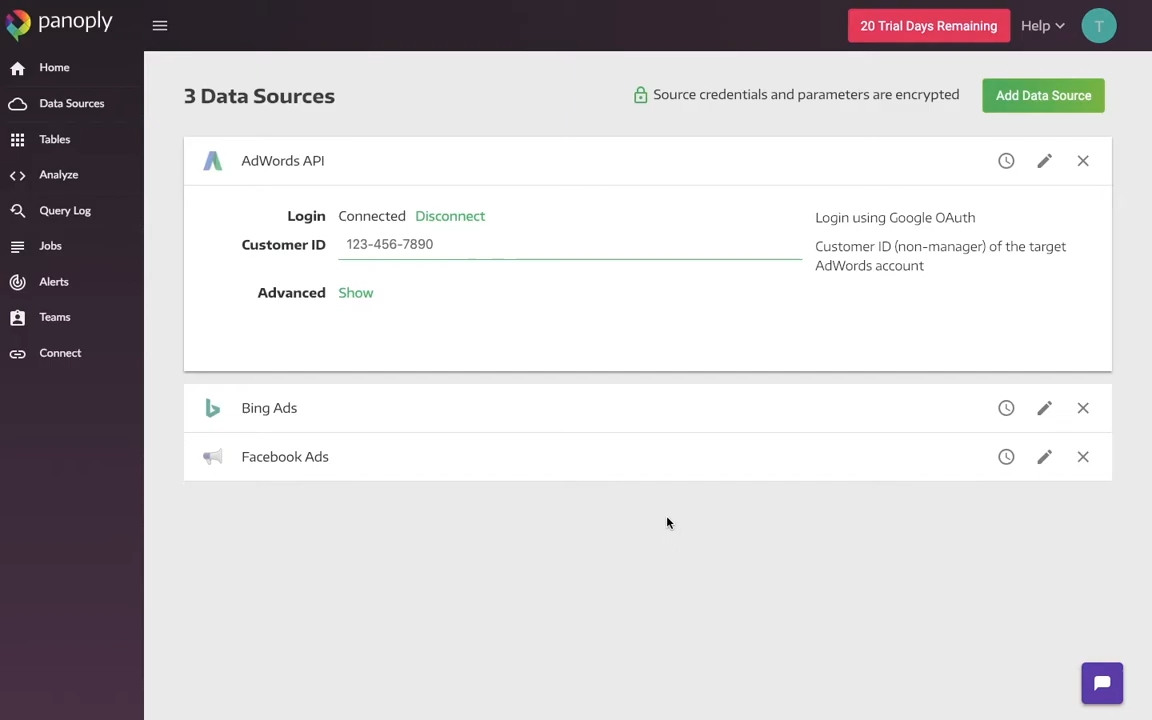 panoply
20 Trial Days Remaining
Help
T
Home
Data Sources
Tables
Analyze
Query Log
Jobs
Alerts
Teams
Connect
3 Data Sources
Source credentials and parameters are encrypted
Add Data Source
AdWords API
Login Connected Disconnect
Login using Google OAuth
Customer ID 123-456-7890
Customer ID (non-manager) of the target
AdWords account
Advanced Show
Bing Ads
Facebook Ads